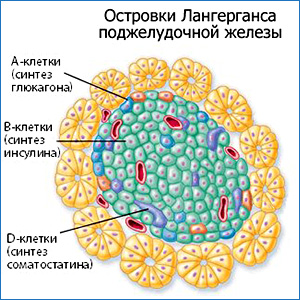 Островки Лангерганса
поджелудочной железы
А-клетки
(синтез
глюкагона)
В-клетки
(синтез
инсулина)
D-клетки
(синтез
соматостатина)